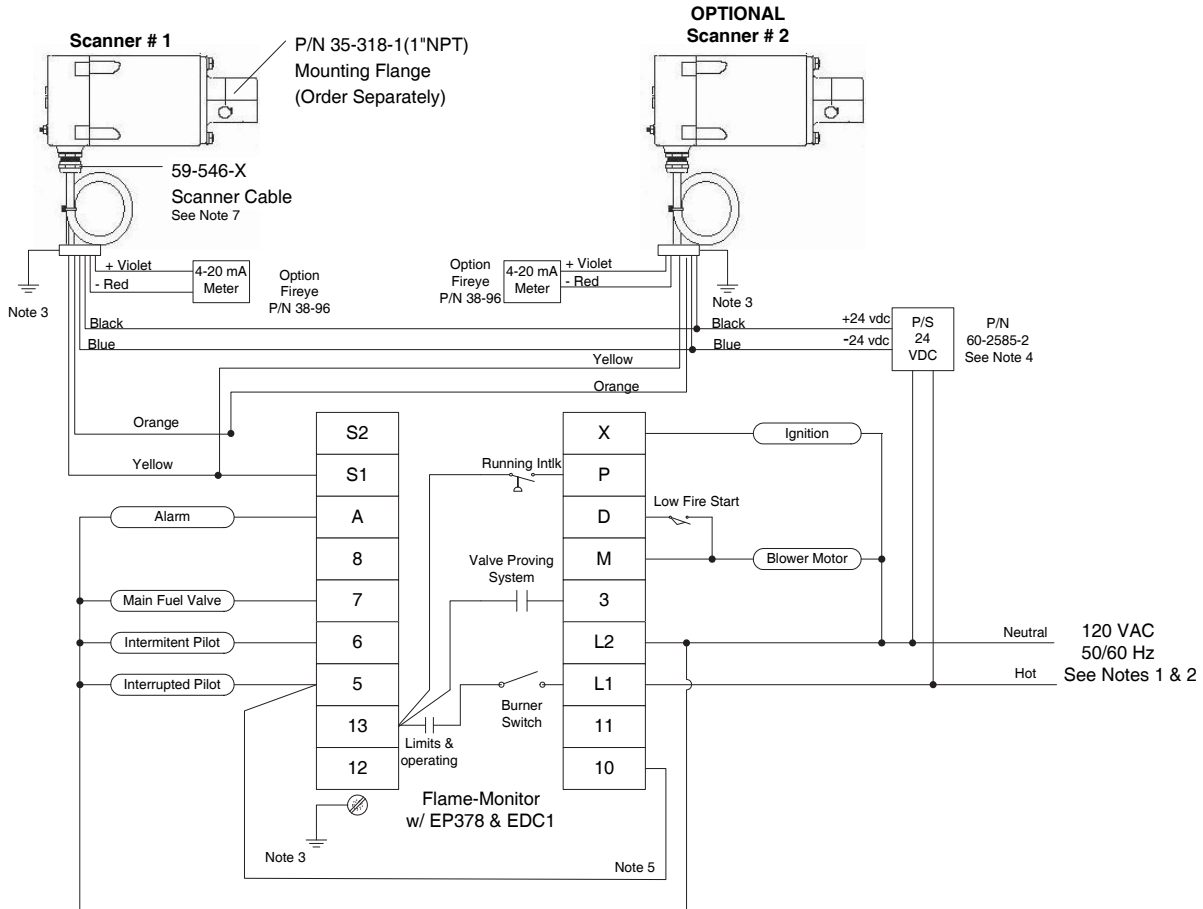 OPTIONAL
Scanner # 2
Scanner # 1
P/N 35-318-1(1"NPT)
Mounting Flange
(Order Separately)
59-546-X
Scanner Cable
See Note 7
+ Violet
- Red
4-20 mA
Meter
Option
Fireye
P/N 38-96
Note 3
Option
Fireye
P/N 38-96
4-20 mA
Meter
+ Violet
- Red
Note 3
Black
Blue
Black
Blue
+24 vdc
-24 vdc
P/S
24
VDC
P/N
60-2585-2
See Note 4
Yellow
Orange
Orange
Yellow
S2
S1
A
8
7
6
5
13
12
X
P
D
M
3
L2
L1
11
10
Alarm
Main Fuel Valve
Intermitent Pilot
Interrupted Pilot
Running Intlk
Valve Proving
System
Burner
Switch
Limits &
operating
Ignition
Low Fire Start
Blower Motor
Neutral
Hot
120 VAC
50/60 Hz
See Notes 1 & 2
Flame-Monitor
w/ EP378 & EDC1
Note 3
Note 5